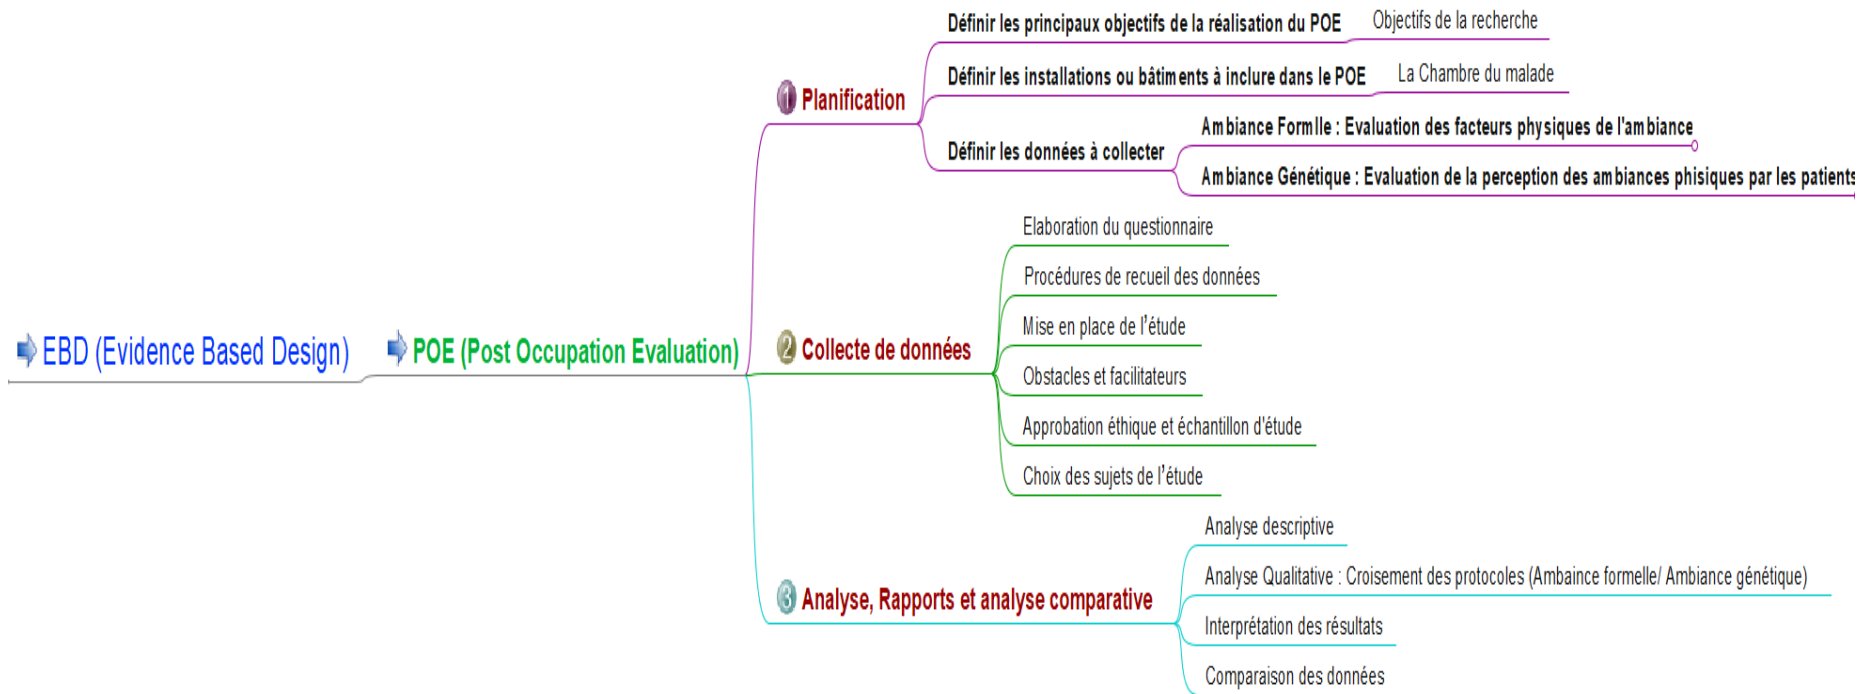 EBD (Evidence Based Design)
POE (Post Occupation Evaluation)
1 Planification
Définir les principaux objectifs de la réalisation du POE
Objectifs de la recherche
Définir les installations ou bâtiments à inclure dans le POE
La Chambre du malade
Définir les données à collecter
Ambiance Formlle : Evaluation des facteurs physiques de l'ambiance
Ambiance Génétique : Evaluation de la perception des ambiances phisiques par les patients
2 Collecte de données
Elaboration du questionnaire
Procédures de recueil des données
Mise en place de l’étude
Obstacles et facilitateurs
Approbation éthique et échantillon d'étude
Choix des sujets de l’étude
3 Analyse, Rapports et analyse comparative
Analyse descriptive
Analyse Qualitative : Croisement des protocoles (Ambaince formelle/ Ambiance génétique)
Interprétation des résultats
Comparaison des données